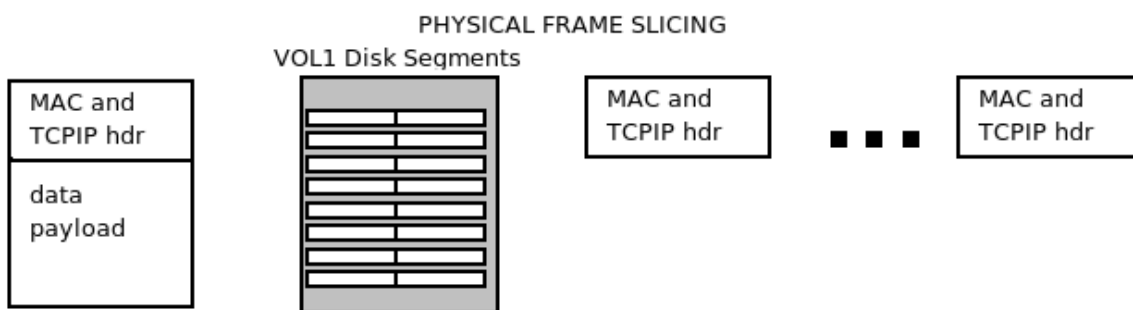 PHYSICAL FRAME SLICING
VOL1 Disk Segments
MAC and
TCPIP hdr
data
payload
MAC and
TCPIP hdr
MAC and
TCPIP hdr